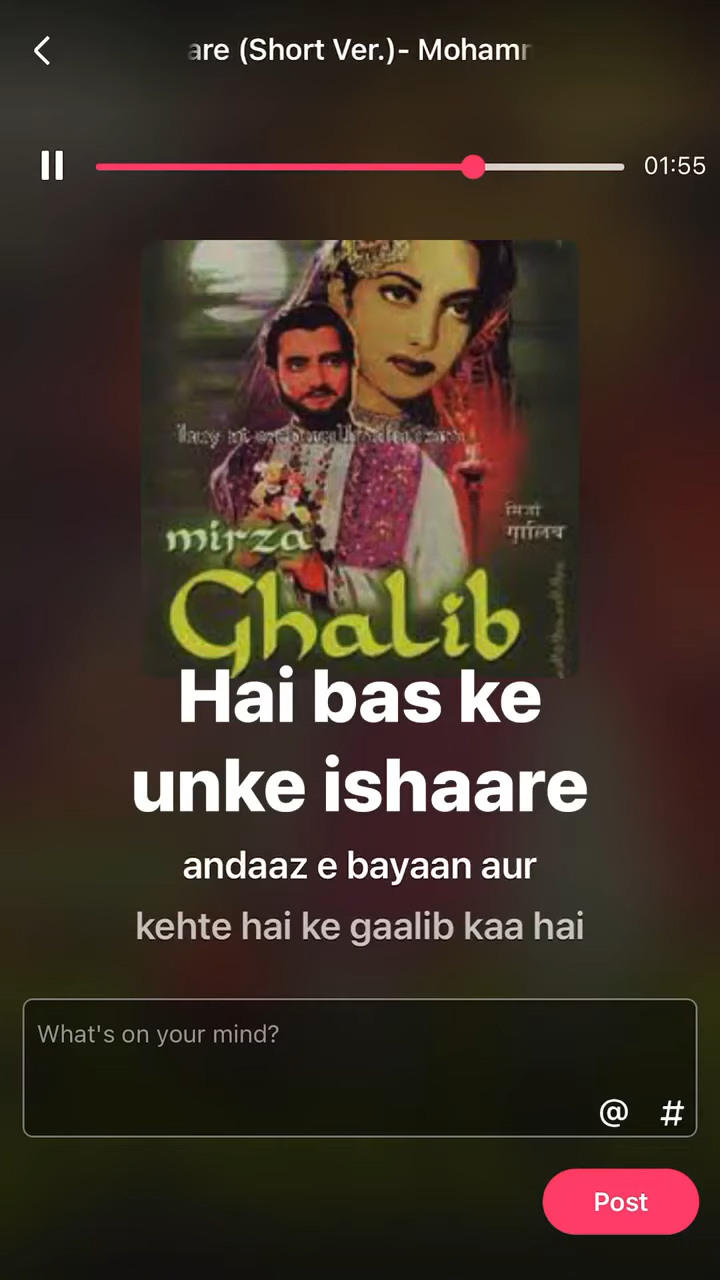 are (Short Ver.)- Moham
01:55
mirza
मिर्ज़ा
ग़ालिब
Ghalib
Hai bas ke
unke ishaare
andaaz e bayaan aur
kehte hai ke gaalib kaa hai
What's on your mind?
@ #
Post